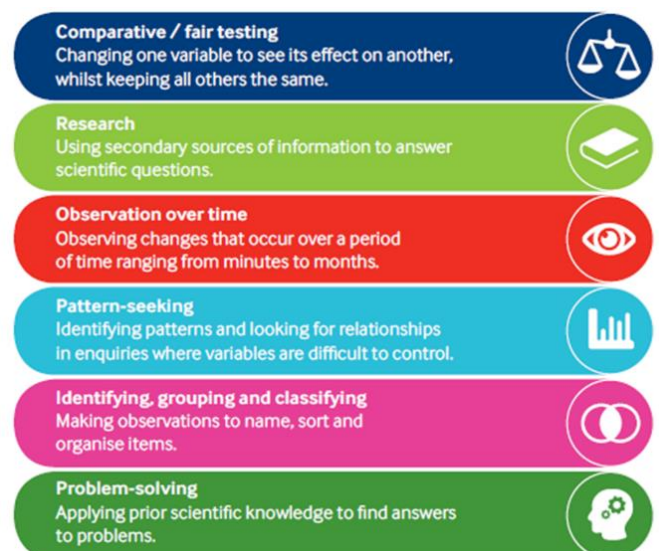 Comparative / fair testing
Changing one variable to see its effect on another,
whilst keeping all others the same.
Research
Using secondary sources of information to answer
scientific questions.
Observation over time
Observing changes that occur over a period
of time ranging from minutes to months.
Pattern-seeking
Identifying patterns and looking for relationships
in enquiries where variables are difficult to control.
Identifying, grouping and classifying
Making observations to name, sort and
organise items.
Problem-solving
Applying prior scientific knowledge to find answers
to problems.